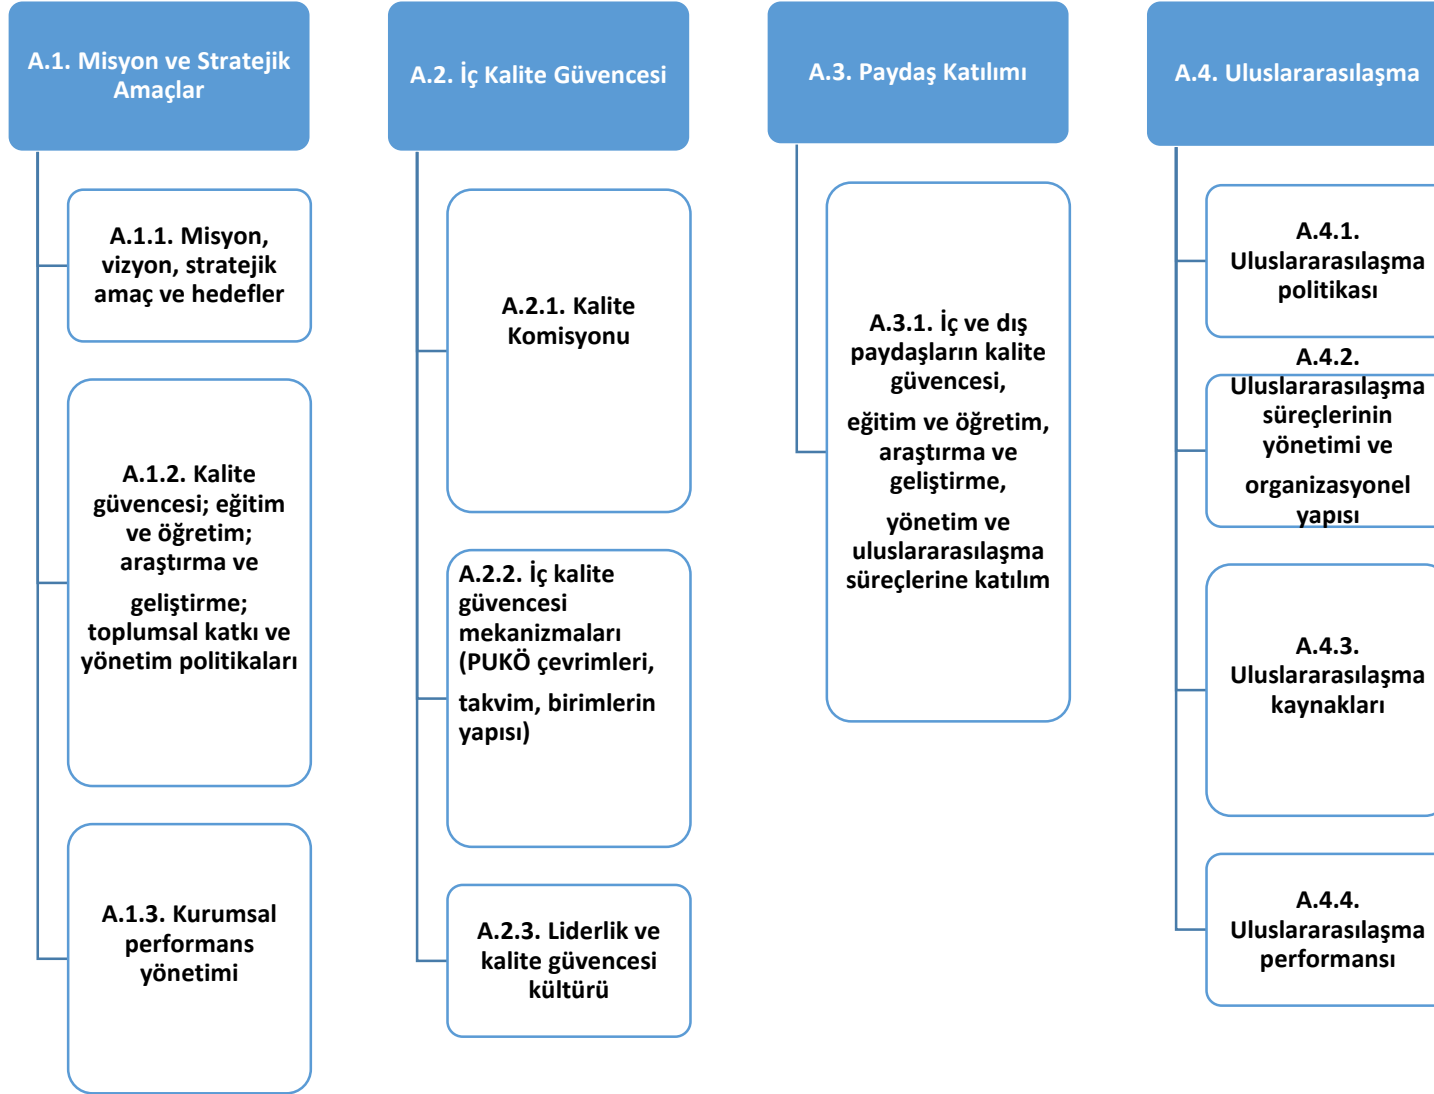 A.1. Misyon ve Stratejik
Amaçlar
A.1.1. Misyon,
vizyon, stratejik
amaç ve hedefler
A.1.2. Kalite
güvencesi; eğitim
ve öğretim;
araştırma ve
geliştirme;
toplumsal katkı ve
yönetim politikaları
A.1.3. Kurumsal
performans
yönetimi
A.2. İç Kalite Güvencesi
A.2.1. Kalite
Komisyonu
A.2.2. İç kalite
güvencesi
mekanizmaları
(PUKÖ çevrimleri,
takvim, birimlerin
yapısı)
A.2.3. Liderlik ve
kalite güvencesi
kültürü
A.3. Paydaş Katılımı
A.3.1. İç ve dış
paydaşların kalite
güvencesi,
eğitim ve öğretim,
araştırma ve
geliştirme,
yönetim ve
uluslararasılaşma
süreçlerine katılım
A.4. Uluslararasılaşma
A.4.1.
Uluslararasılaşma
politikası
A.4.2.
Uluslararasılaşma
süreçlerinin
yönetimi ve
organizasyonel
yapısı
A.4.3.
Uluslararasılaşma
kaynakları
A.4.4.
Uluslararasılaşma
performansı